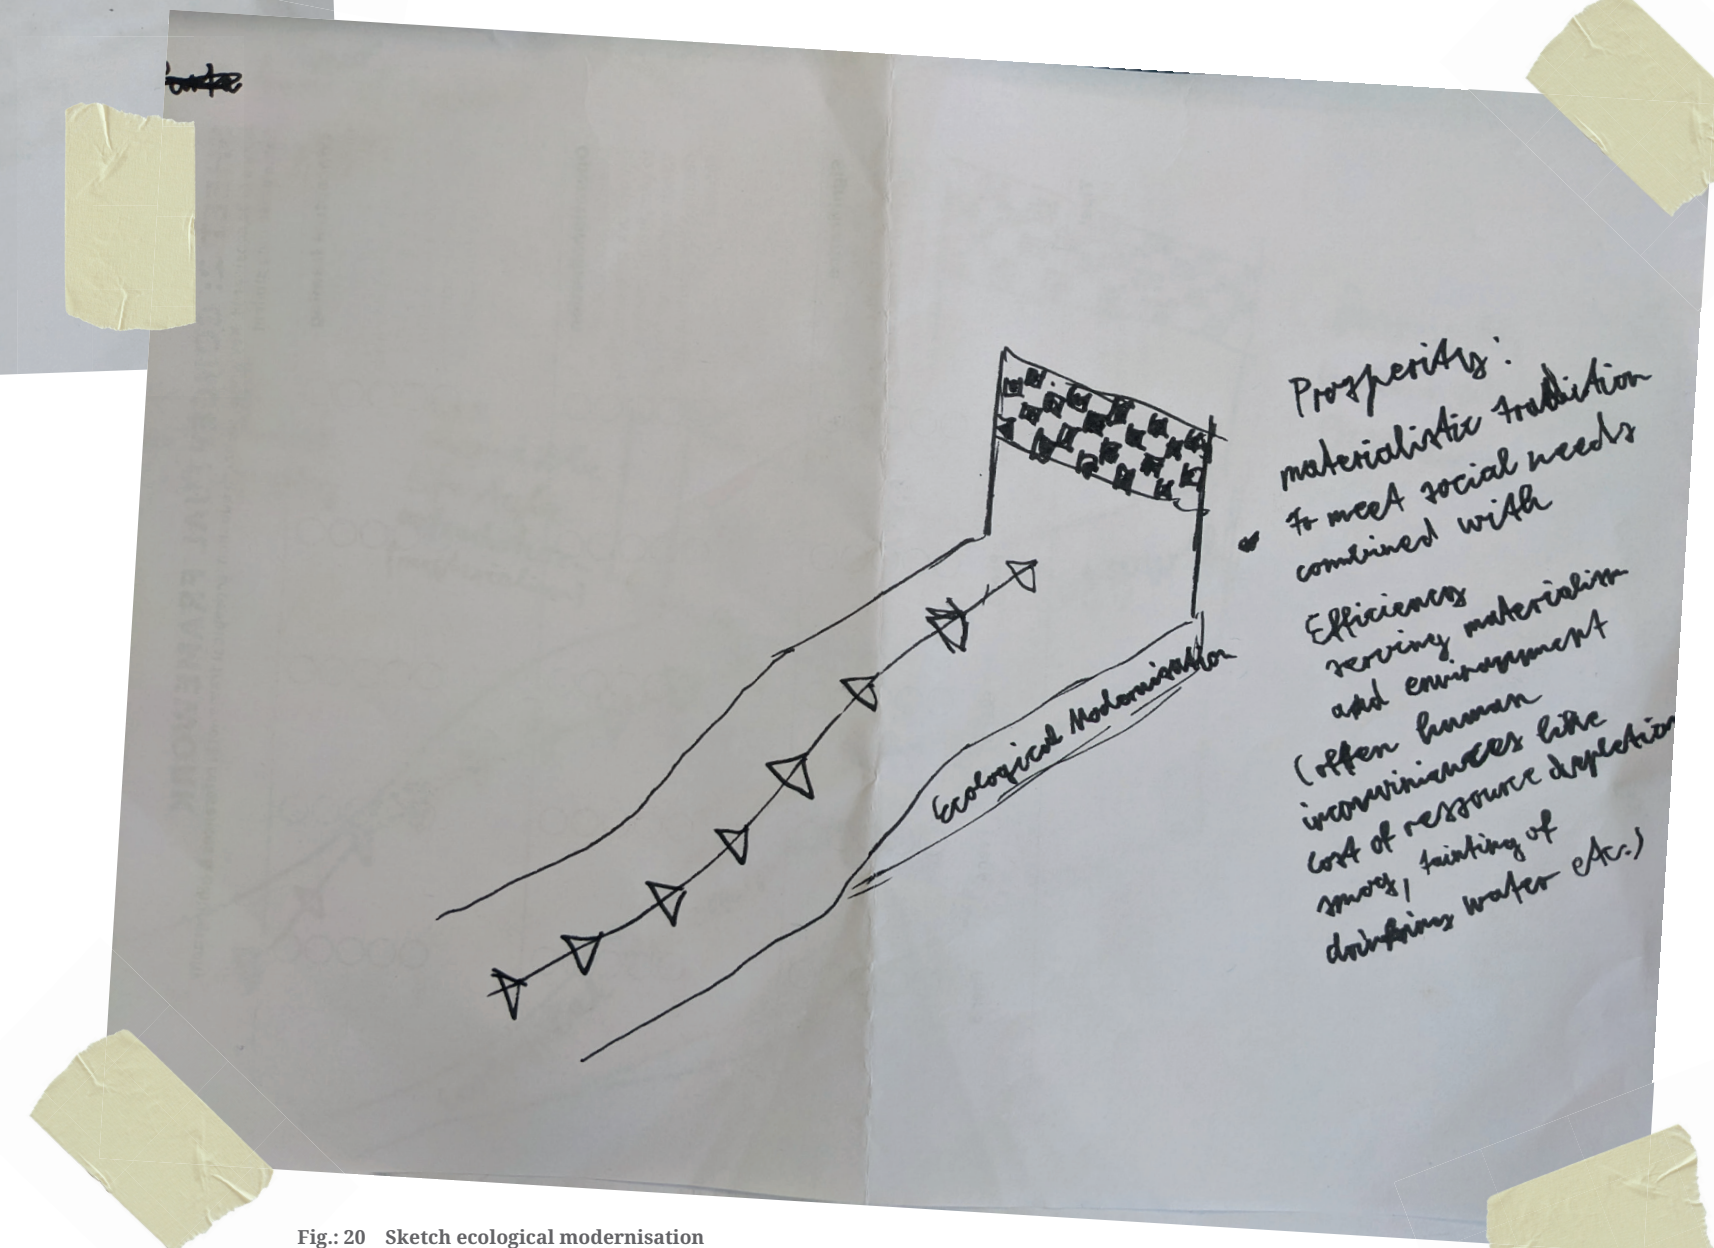 Prosperity:
materialistic tradition
to meet social needs
combined with
Efficiency
serving materialism
and environment
(often human
inconviniances like
cost of ressource depletion
smog, tainting of
drinking water etc.)
Ecological Modernisation
Fig.: 20 Sketch ecological modernisation